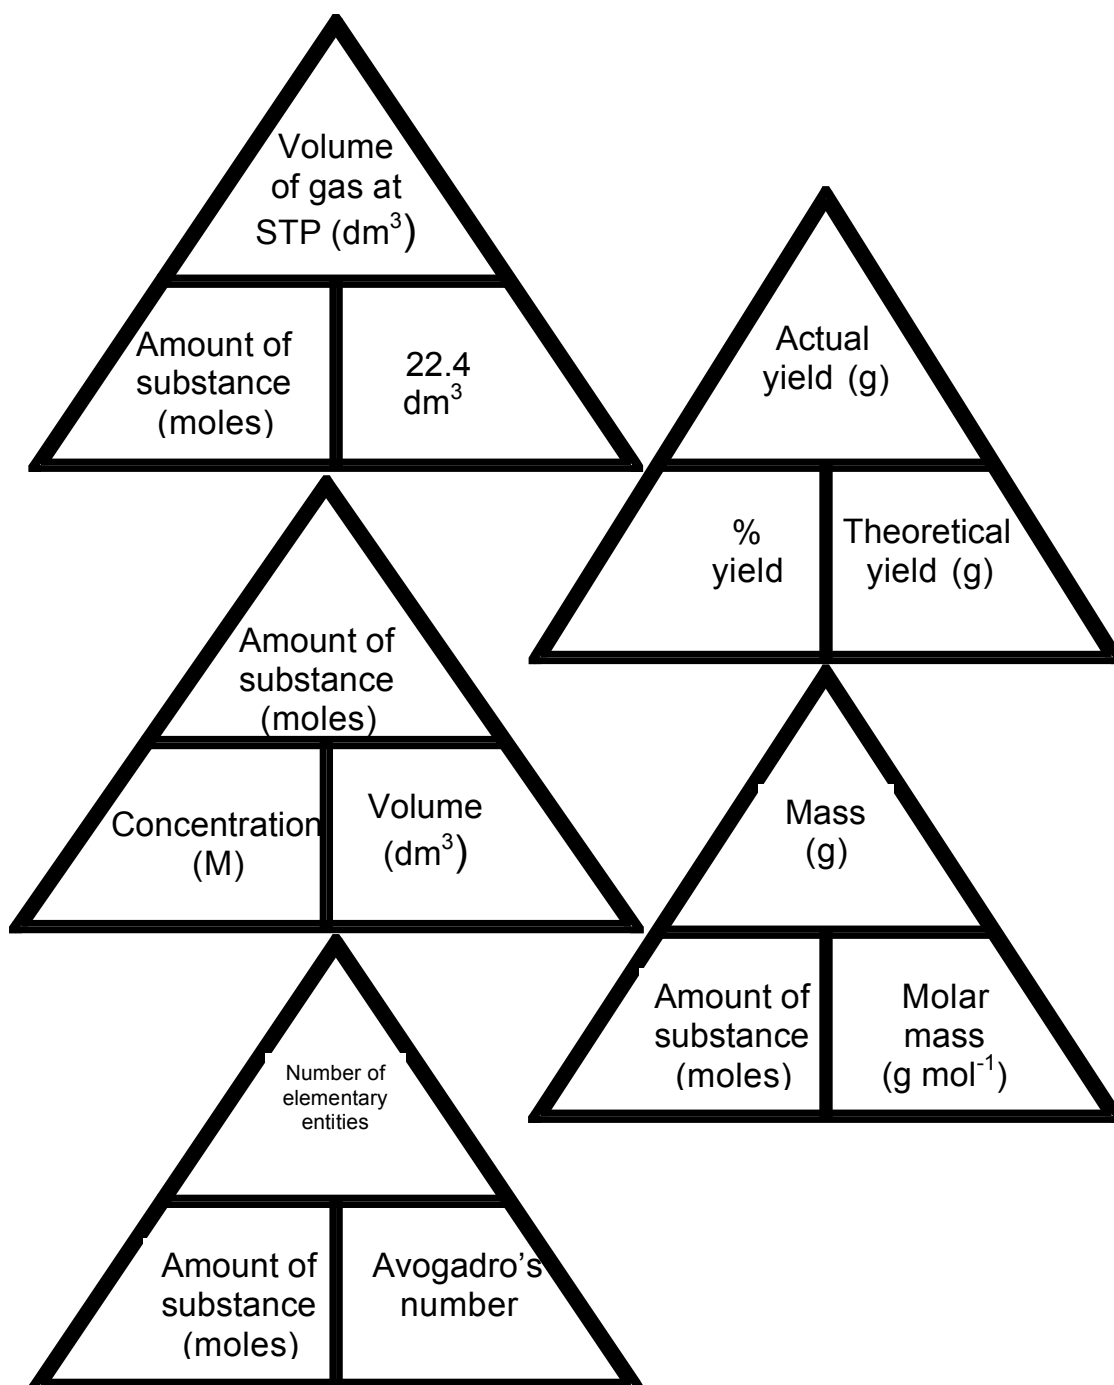 Volume
of gas at
STP (dm³)
Amount of
substance
(moles)
22.4
dm³
Actual
yield (g)
%
yield
Theoretical
yield (g)
Amount of
substance
(moles)
Concentration
(M)
Volume
(dm³)
Mass
(g)
Amount of
substance
(moles)
Molar
mass
(g mol⁻¹)
Number of
elementary
entities
Amount of
substance
(moles)
Avogadro’s
number